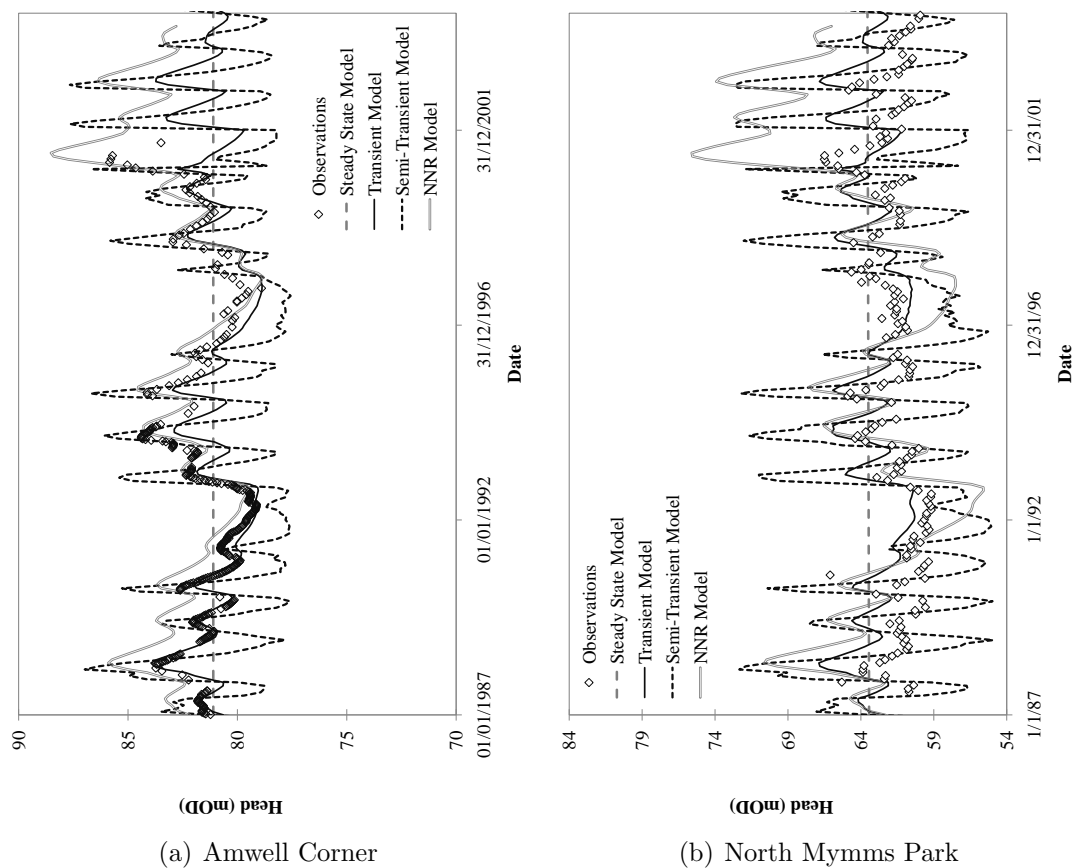 90
85
80
75
70
01/01/1987
01/01/1992
31/12/1996
31/12/2001
Head (mOD)
Date
Observations
Steady State Model
Transient Model
Semi-Transient Model
NNR Model
(a) Amwell Corner
84
79
74
69
64
59
54
1/1/87
1/1/92
12/31/96
12/31/01
Head (mOD)
Date
Observations
Steady State Model
Transient Model
Semi-Transient Model
NNR Model
(b) North Mymms Park